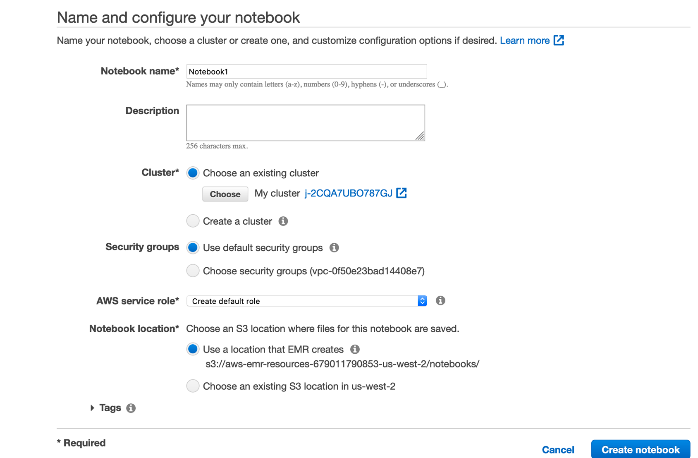 Name and configure your notebook
Name your notebook, choose a cluster or create one, and customize configuration options if desired. Learn more
Notebook name* Notebook1
Names may only contain letters (a-z), numbers (0-9), hyphens (-), or underscores (_).
Description
256 characters max.
Cluster* Choose an existing cluster
Choose My cluster j-2CQA7UBO787GJ
Create a cluster
Security groups Use default security groups
Choose security groups (vpc-0f50e23bad14408e7)
AWS service role* Create default role
Notebook location* Choose an S3 location where files for this notebook are saved.
Use a location that EMR creates
s3://aws-emr-resources-679011790853-us-west-2/notebooks/
Choose an existing S3 location in us-west-2
Tags
* Required
Cancel Create notebook